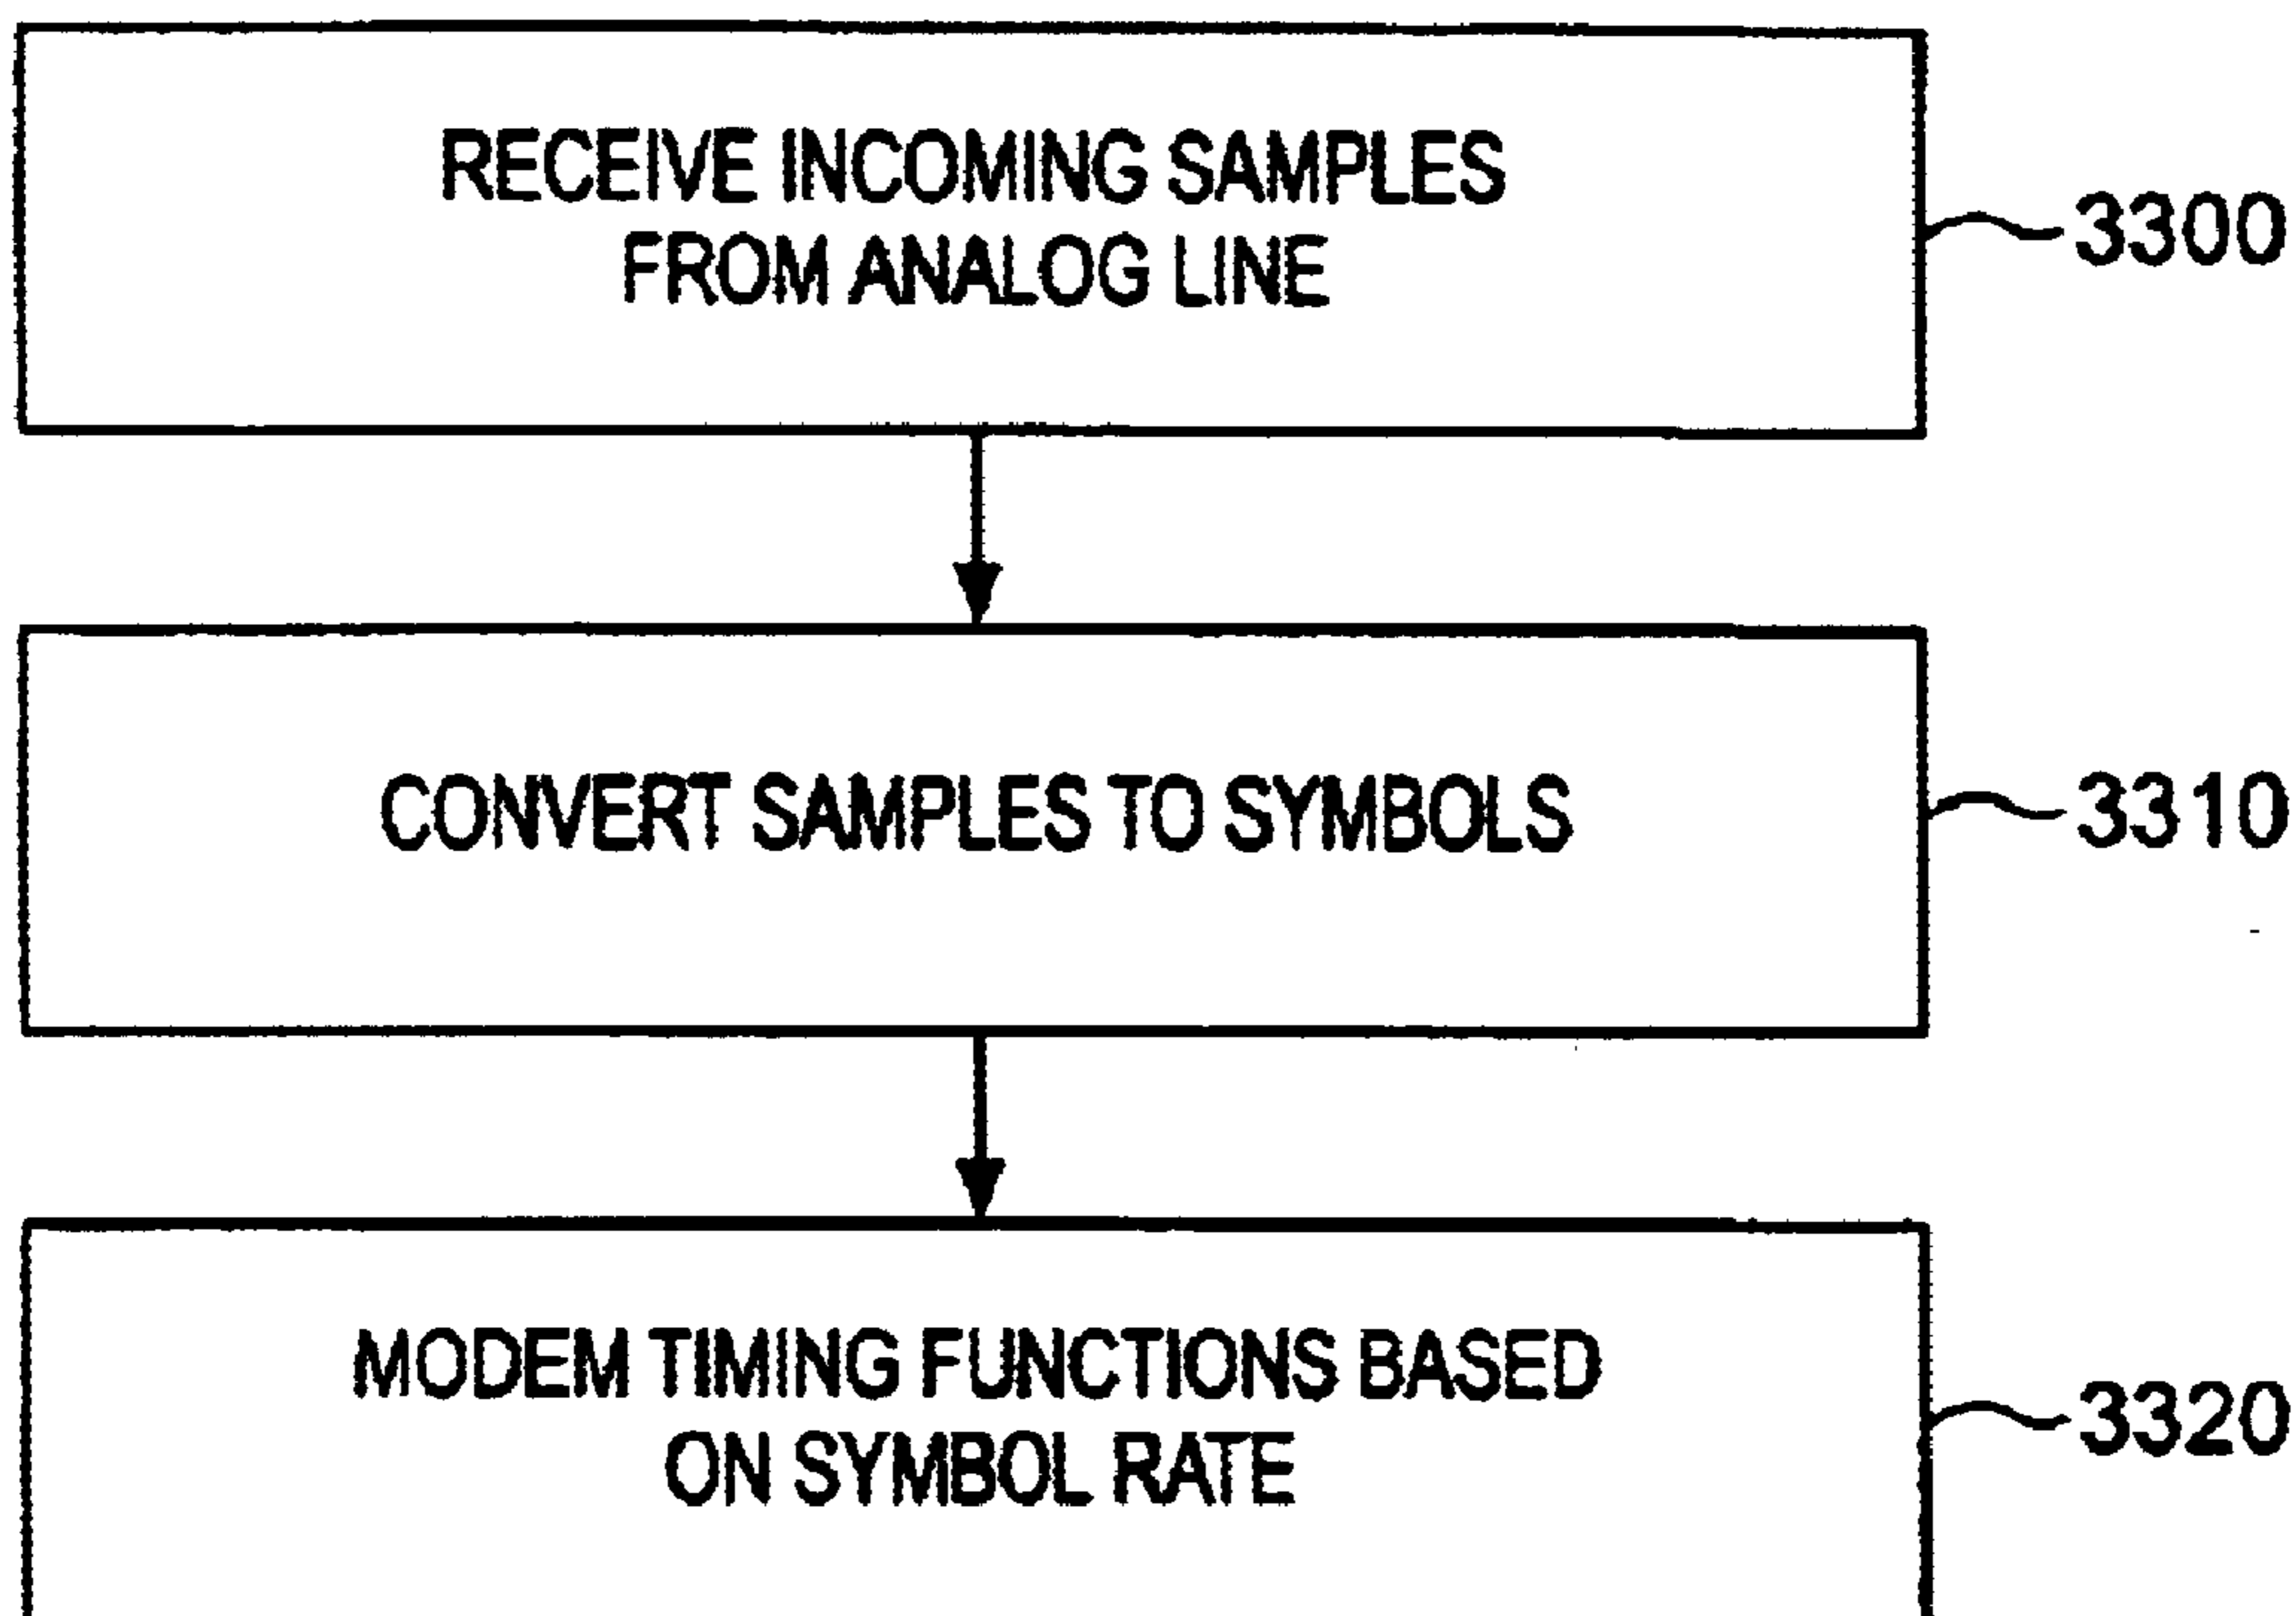 RECEIVE INCOMING SAMPLES
FROM ANALOG LINE
3300
CONVERT SAMPLES TO SYMBOLS
3310
MODEM TIMING FUNCTIONS BASED
ON SYMBOL RATE
3320